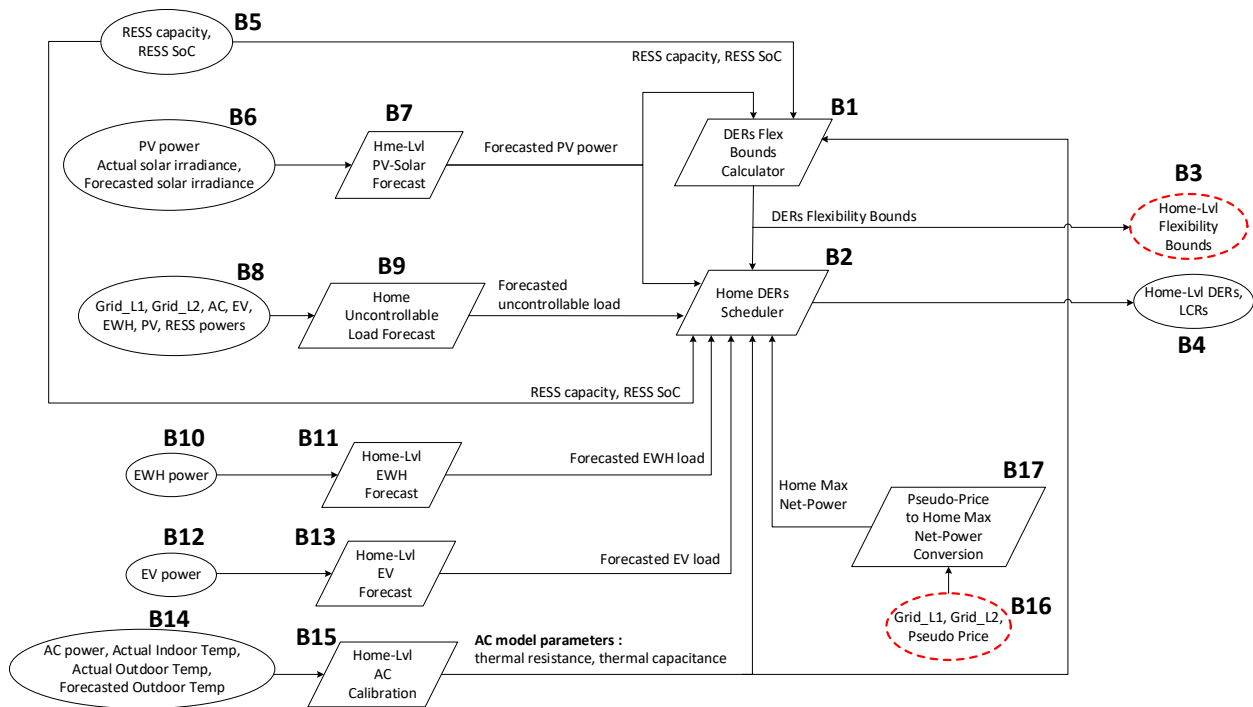 B5
RESS capacity,
RESS SoC
RESS capacity, RESS SoC
B6
PV power
Actual solar irradiance,
Forecasted solar irradiance
B7
Hme-Lvl
PV-Solar
Forecast
Forecasted PV power
B1
DERs Flex
Bounds
Calculator
DERs Flexibility Bounds
B3
Home-Lvl
Flexibility
Bounds
B8
Grid_L1, Grid_L2, AC, EV,
EWH, PV, RESS powers
B9
Home
Uncontrollable
Load Forecast
Forecasted
uncontrollable load
B2
Home DERs
Scheduler
Home-Lvl DERs,
LCRs
B4
RESS capacity, RESS SoC
B10
EWH power
B11
Home-Lvl
EWH
Forecast
Forecasted EWH load
Home Max
Net-Power
B17
Pseudo-Price
to Home Max
Net-Power
Conversion
B12
EV power
B13
Home-Lvl
EV
Forecast
Forecasted EV load
B16
Grid_L1, Grid_L2,
Pseudo Price
B14
AC power, Actual Indoor Temp,
Actual Outdoor Temp,
Forecasted Outdoor Temp
B15
Home-Lvl
AC
Calibration
AC model parameters :
thermal resistance, thermal capacitance